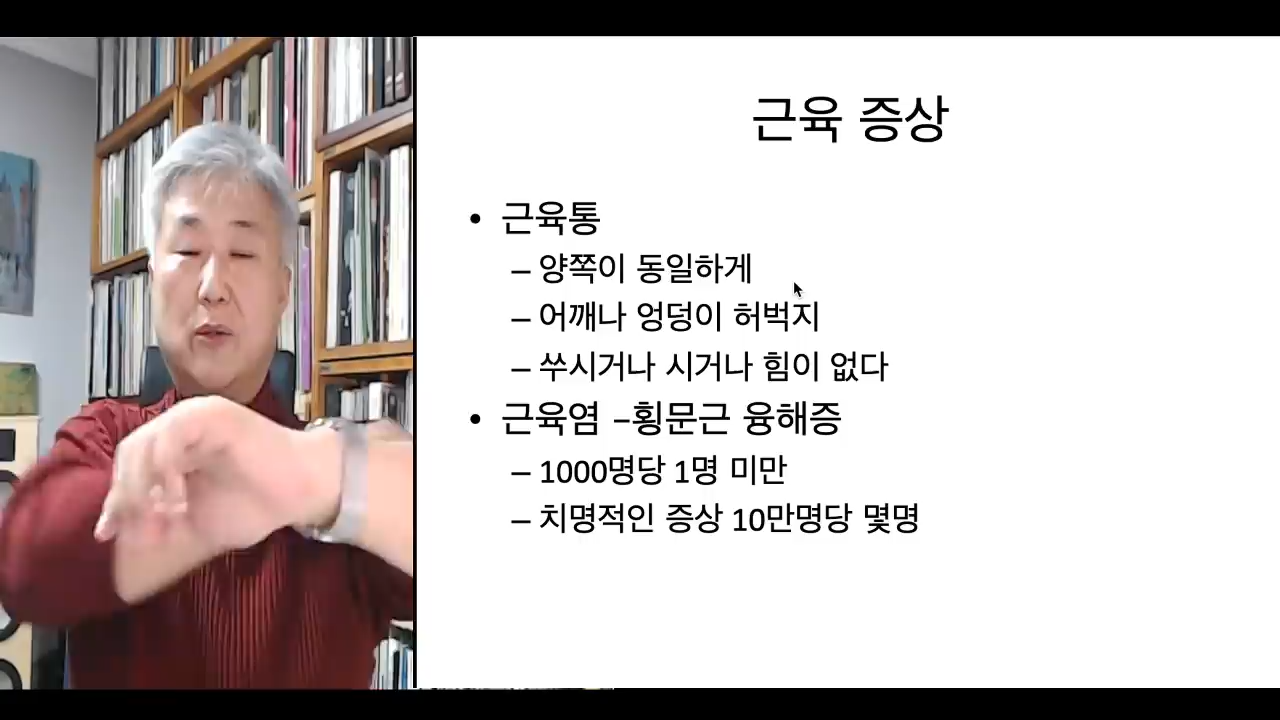 근육 증상
• 근육통
– 양쪽이 동일하게
– 어깨나 엉덩이 허벅지
– 쑤시거나 시거나 힘이 없다
• 근육염 –횡문근 융해증
– 1000명당 1명 미만
– 치명적인 증상 10만명당 몇명